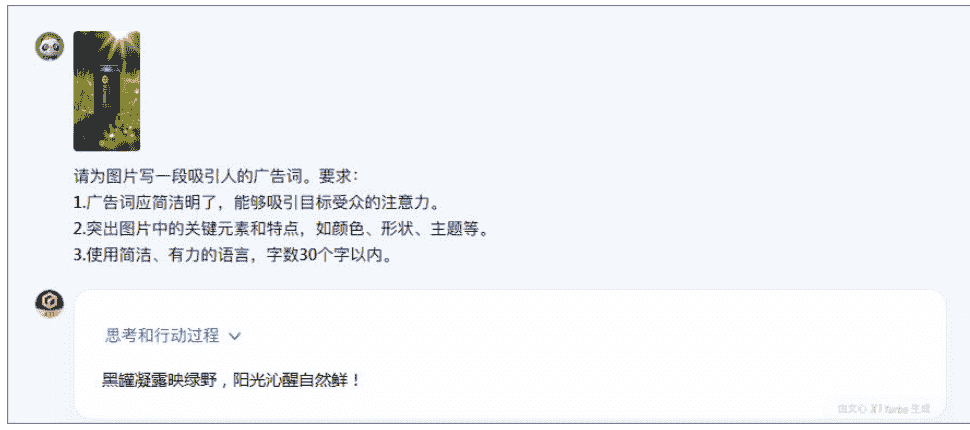 请为图片写一段吸引人的广告词。要求：
1.广告词应简洁明了，能够吸引目标受众的注意力。
2.突出图片中的关键元素和特点，如颜色、形状、主题等。
3.使用简洁、有力的语言，字数30个字以内。
思考和行动过程
黑罐凝露映绿野，阳光沁醒自然鲜！
由文心 X1 Turbo 生成